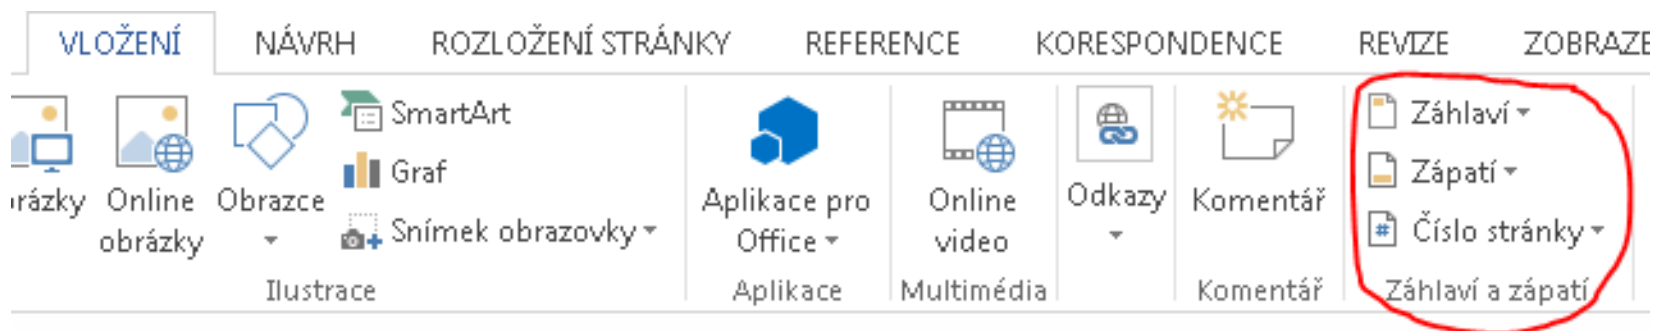 VLOŽENÍ NÁVRH ROZLOŽENÍ STRÁNKY REFERENCE KORESPONDENCE REVIZE ZOBRAZE
rázky
Online
obrázky
Obrazce
SmartArt
Graf
Snímek obrazovky
Ilustrace
Aplikace pro
Office
Aplikace
Online
video
Multimédia
Odkazy
Komentář
Komentář
Záhlaví
Zápatí
# Číslo stránky
Záhlaví a zápatí